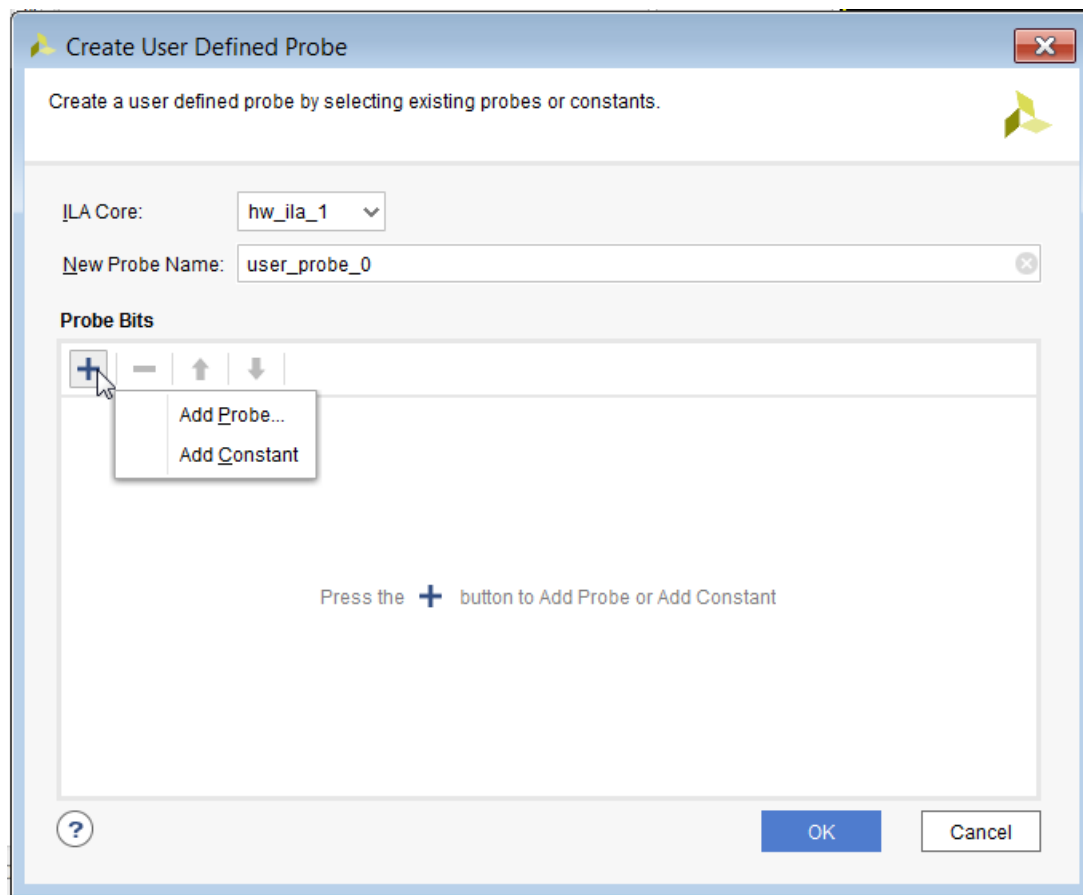 Create User Defined Probe
Create a user defined probe by selecting existing probes or constants.
ILA Core: hw_ila_1
New Probe Name: user_probe_0
Probe Bits
Add Probe...
Add Constant
Press the + button to Add Probe or Add Constant
? OK Cancel